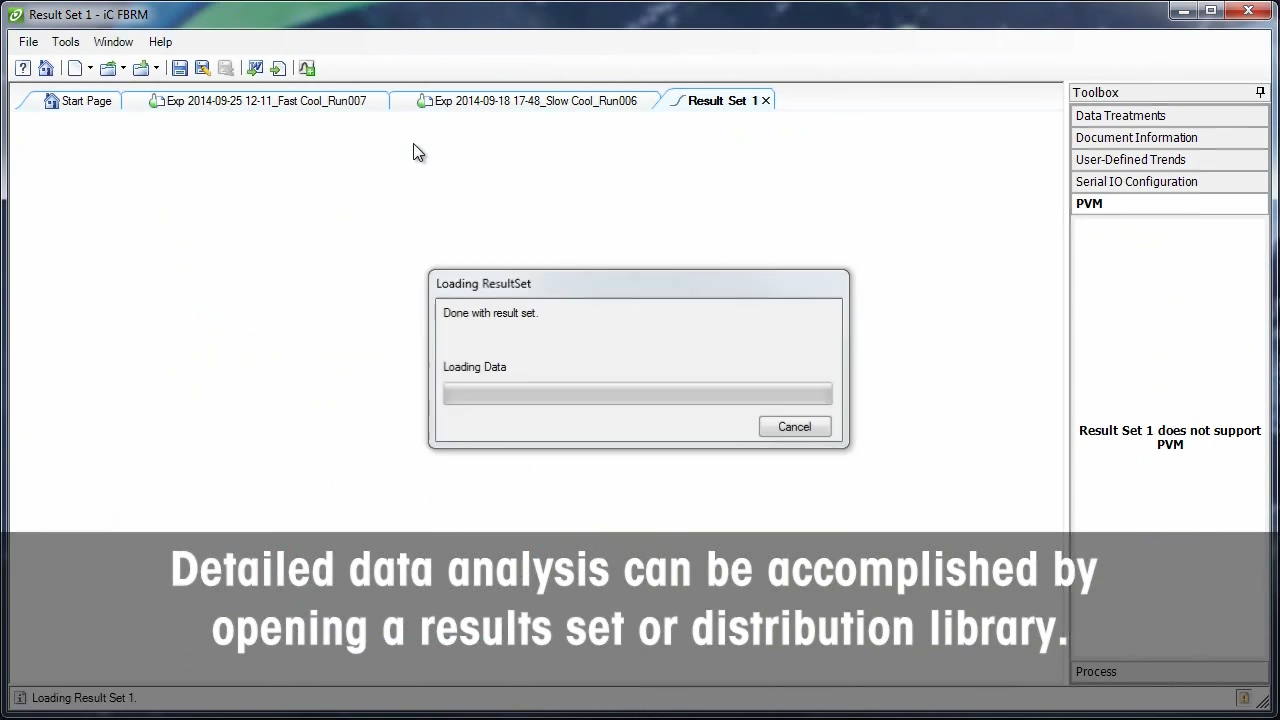 Result Set 1 - iC FBRM
File Tools Window Help
Start Page Exp 2014-09-25 12-11_Fast Cool_Run007 Exp 2014-09-18 17-48_Slow Cool_Run006 Result Set 1
Toolbox
Data Treatments
Document Information
User-Defined Trends
Serial IO Configuration
PVM
Loading ResultSet
Done with result set.
Loading Data
Cancel
Result Set 1 does not support
PVM
Detailed data analysis can be accomplished by
opening a results set or distribution library.
Process
Loading Result Set 1.